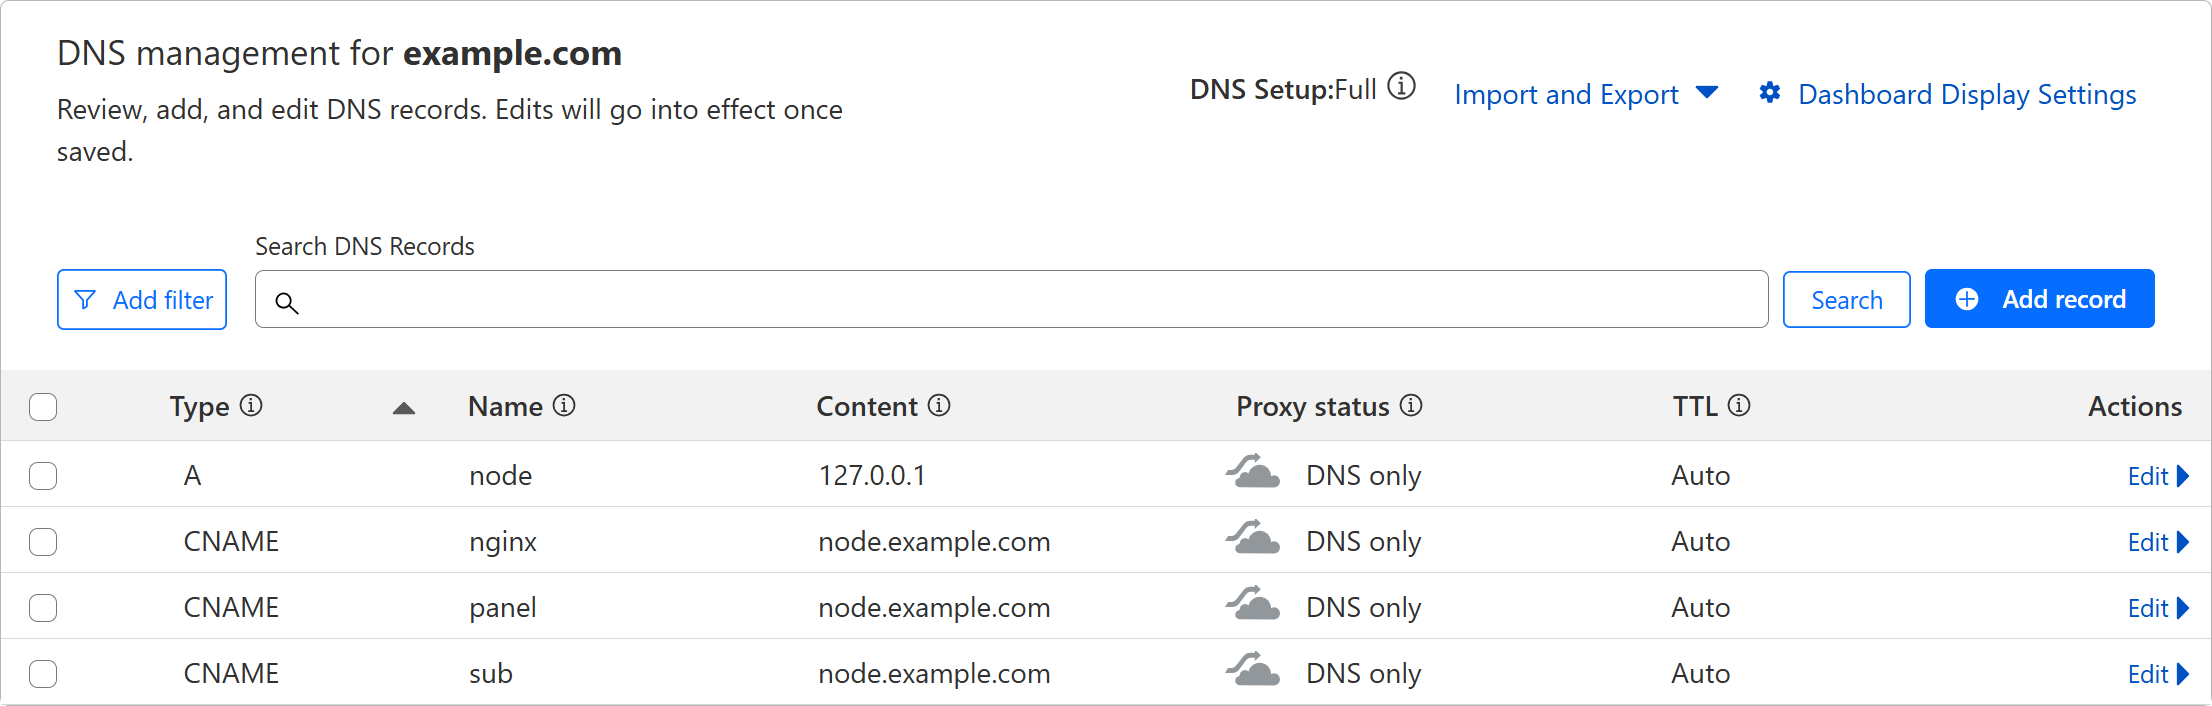 DNS management for example.com
Review, add, and edit DNS records. Edits will go into effect once
saved.
DNS Setup:Full
Import and Export
Dashboard Display Settings
Search DNS Records
Add filter
Search
Add record
Type Name Content Proxy status TTL Actions
A node 127.0.0.1 DNS only Auto Edit
CNAME nginx node.example.com DNS only Auto Edit
CNAME panel node.example.com DNS only Auto Edit
CNAME sub node.example.com DNS only Auto Edit